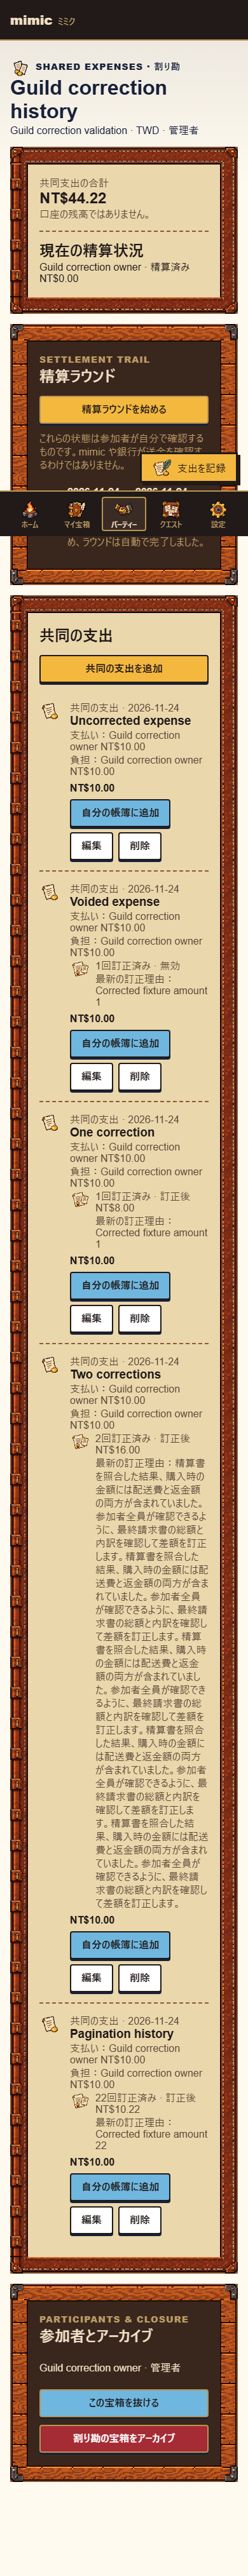 mimic ミミク
SHARED EXPENSES • 割り勘
Guild correction
history
Guild correction validation · TWD · 管理者
共同支出の合計
NT$44.22
口座の残高ではありません。
現在の精算状況
Guild correction owner · 精算済み
NT$0.00
SETTLEMENT TRAIL
精算ラウンド
精算ラウンドを始める
これらの状態は参加者が自分で確認する
ものです。mimic や銀行が
るわけではありません。
支出を記録
ホーム
マイ宝箱
パーティー
クエスト
設定
め、ラウンドは自動で完了しました。
共同の支出
共同の支出を追加
共同の支出 · 2026-11-24
Uncorrected expense
支払い：Guild correction
owner NT$10.00
負担：Guild correction owner
NT$10.00
NT$10.00
自分の帳簿に追加
編集
削除
共同の支出 · 2026-11-24
Voided expense
支払い：Guild correction
owner NT$10.00
負担：Guild correction owner
NT$10.00
1回訂正済み · 無効
最新の訂正理由：
Corrected fixture amount
1
NT$10.00
自分の帳簿に追加
編集
削除
共同の支出 · 2026-11-24
One correction
支払い：Guild correction
owner NT$10.00
負担：Guild correction owner
NT$10.00
1回訂正済み · 訂正後
NT$8.00
最新の訂正理由：
Corrected fixture amount
1
NT$10.00
自分の帳簿に追加
編集
削除
共同の支出 · 2026-11-24
Two corrections
支払い：Guild correction
owner NT$10.00
負担：Guild correction owner
NT$10.00
2回訂正済み · 訂正後
NT$16.00
最新の訂正理由：精算書
を照合した結果、購入時の
金額には配送費と返金額
の両方が含まれていました。
参加者全員が確認できるよ
うに、最終請求書の総額と
内訳を確認して差額を訂正
します。精算書を照合した
結果、購入時の金額には配
送費と返金額の両方が含ま
れていました。参加者全員
が確認できるように、最終請
求書の総額と内訳を確認し
て差額を訂正します。精算
書を照合した結果、購入時
の金額には配送費と返金
額の両方が含まれていまし
た。参加者全員が確認でき
るように、最終請求書の総
額と内訳を確認して差額を
訂正します。精算書を照合
した結果、購入時の金額に
は配送費と返金額の両方
が含まれていました。参加者
全員が確認できるように、最
終請求書の総額と内訳を
確認して差額を訂正しま
す。精算書を照合した結
果、購入時の金額には配送
費と返金額の両方が含まれ
ていました。参加者全員が
確認できるように、最終請
求書の総額と内訳を確認し
て差額を訂正します。
NT$10.00
自分の帳簿に追加
編集
削除
共同の支出 · 2026-11-24
Pagination history
支払い：Guild correction
owner NT$10.00
負担：Guild correction owner
NT$10.00
22回訂正済み · 訂正後
NT$10.22
最新の訂正理由：
Corrected fixture amount
22
NT$10.00
自分の帳簿に追加
編集
削除
PARTICIPANTS & CLOSURE
参加者とアーカイブ
Guild correction owner · 管理者
この宝箱を抜ける
割り勘の宝箱をアーカイブ